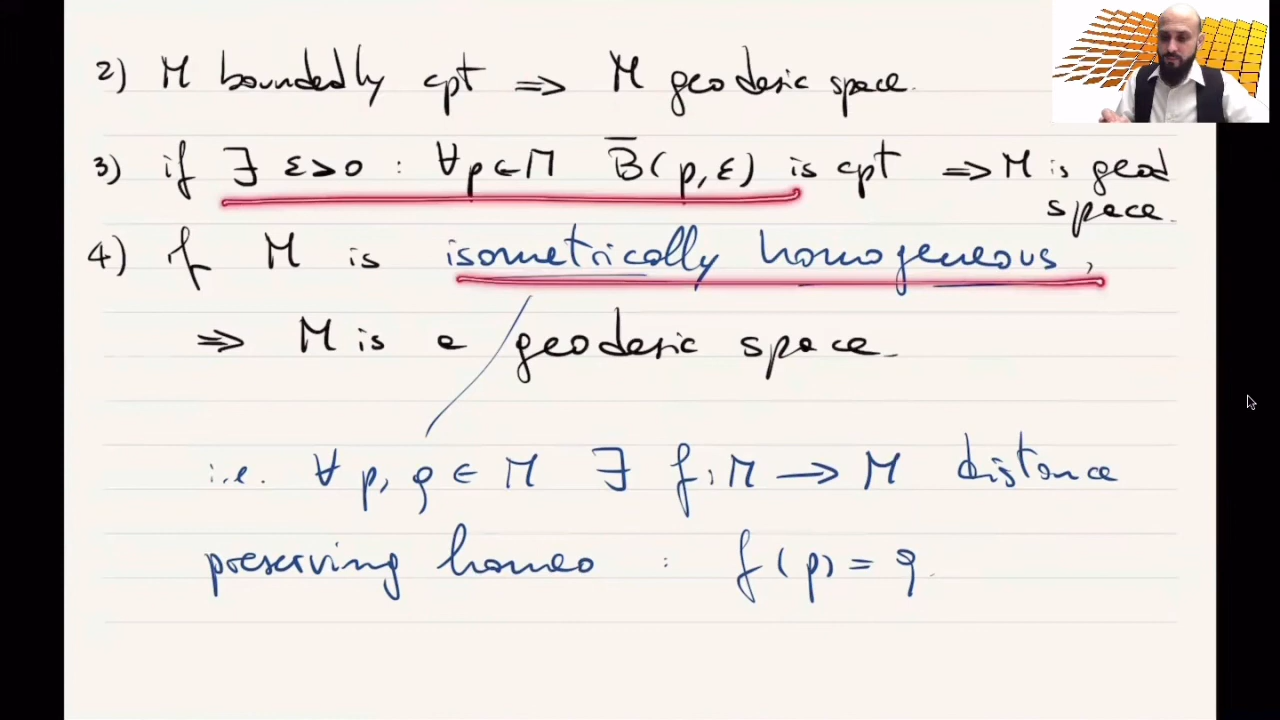 2) M boundedly cpt ⇒ M geodesic space.
3) if ∃ ε>0 : ∀p∈M B̅(p,ε) is cpt ⇒ M is geod
space.
4) if M is isometrically homogeneous,
⇒ M is a geodesic space.
i.e. ∀ p, q ∈ M ∃ f: M → M distance
preserving homeo : f(p) = q.